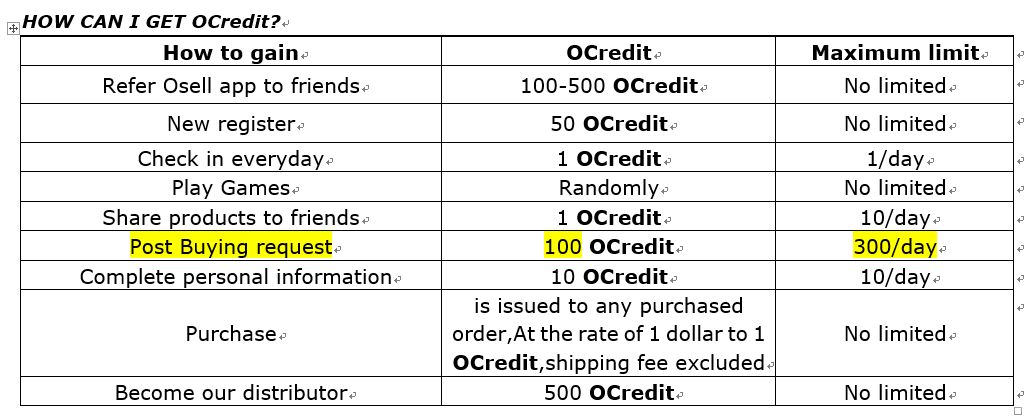 HOW CAN I GET OCredit?
How to gain OCredit Maximum limit
Refer Osell app to friends 100-500 OCredit No limited
New register 50 OCredit No limited
Check in everyday 1 OCredit 1/day
Play Games Randomly No limited
Share products to friends 1 OCredit 10/day
Post Buying request 100 OCredit 300/day
Complete personal information 10 OCredit 10/day
is issued to any purchased
Purchase order,At the rate of 1 dollar to 1 No limited
OCredit,shipping fee excluded
Become our distributor 500 OCredit No limited